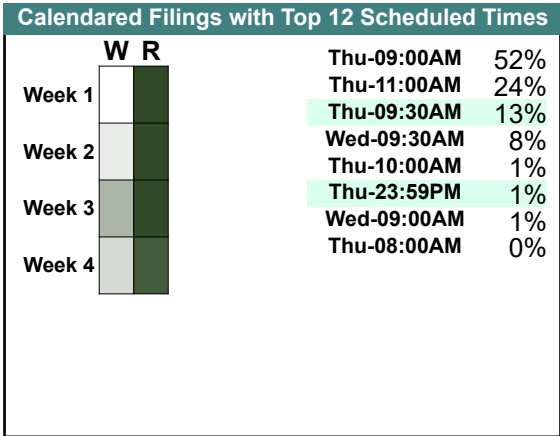 Calendared Filings with Top 12 Scheduled Times
W R
Week 1
Week 2
Week 3
Week 4
Thu-09:00AM 52%
Thu-11:00AM 24%
Thu-09:30AM 13%
Wed-09:30AM 8%
Thu-10:00AM 1%
Thu-23:59PM 1%
Wed-09:00AM 1%
Thu-08:00AM 0%